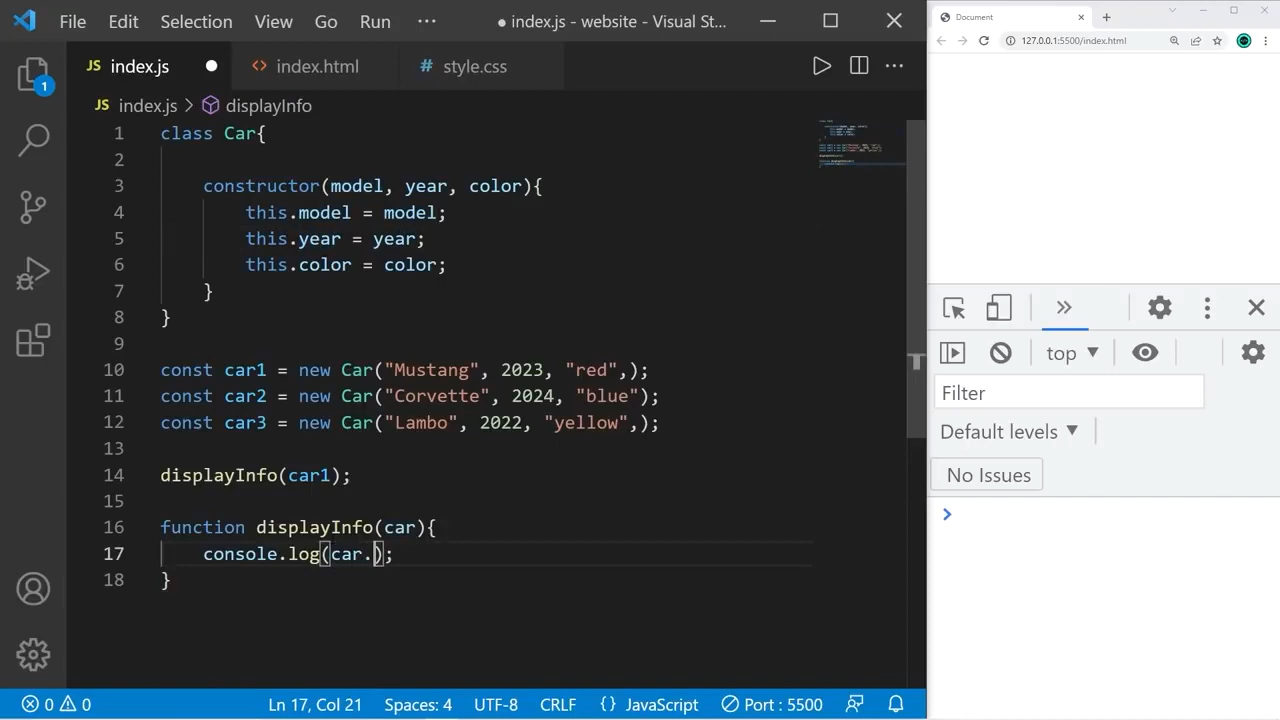 File Edit Selection View Go Run ··· ● index.js - website - Visual St...
JS index.js ● <> index.html # style.css
JS index.js > displayInfo
1 class Car{
2
3 constructor(model, year, color){
4 this.model = model;
5 this.year = year;
6 this.color = color;
7 }
8 }
9
10 const car1 = new Car("Mustang", 2023, "red",);
11 const car2 = new Car("Corvette", 2024, "blue");
12 const car3 = new Car("Lambo", 2022, "yellow",);
13
14 displayInfo(car1);
15
16 function displayInfo(car){
17 console.log(car.);
18 }
1
0 0 Ln 17, Col 21 Spaces: 4 UTF-8 CRLF {} JavaScript Port : 5500
Document
127.0.0.1:5500/index.html
top
Filter
Default levels
No Issues